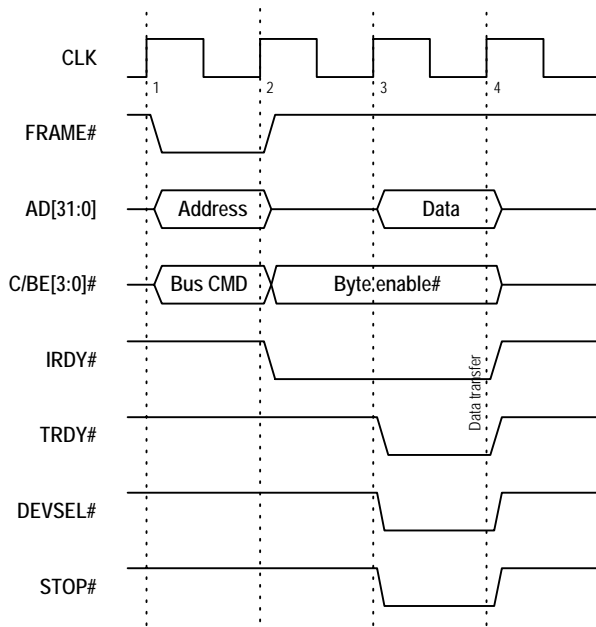 CLK
1 2 3 4
FRAME#
AD[31:0] Address Data
C/BE[3:0]# Bus CMD Byte enable#
IRDY#
Data transfer
TRDY#
DEVSEL#
STOP#